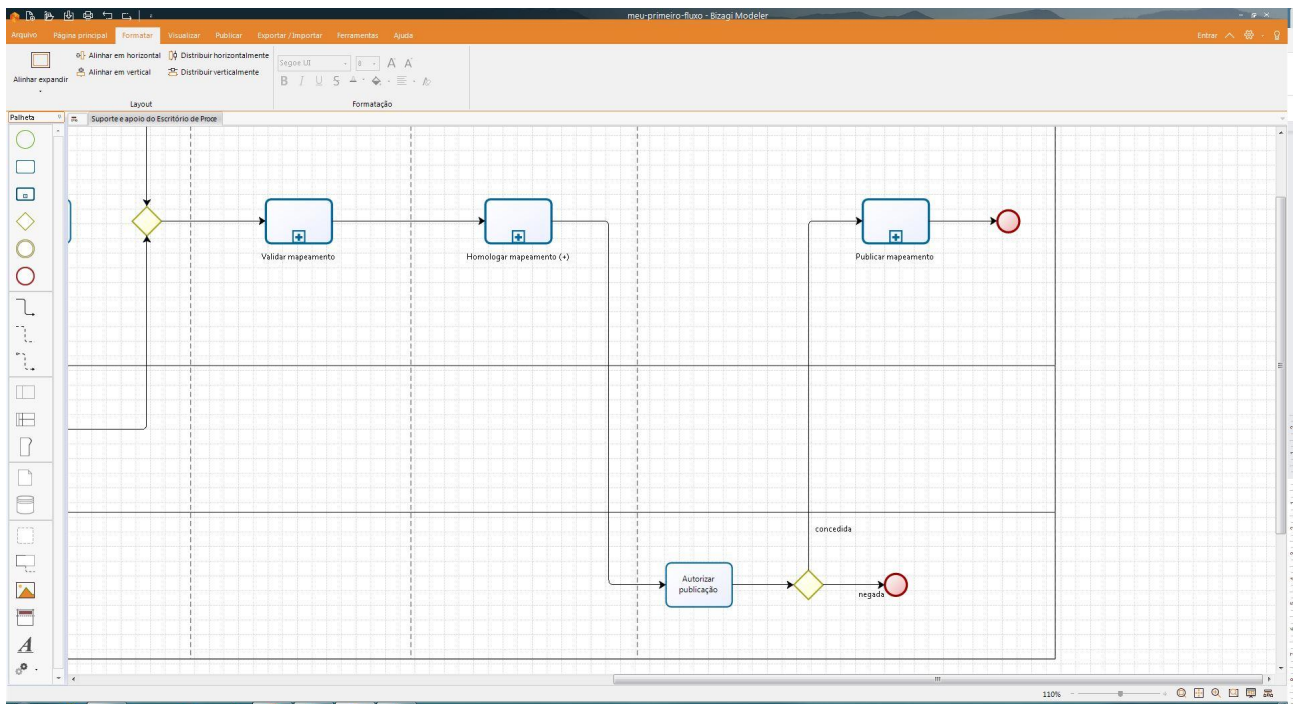 meu-primeiro-fluxo - Bizagi Modeler
Arquivo Página principal Formatar Visualizar Publicar Exportar / Importar Ferramentas Ajuda Entrar
Alinhar expandir
Alinhar em horizontal
Distribuir horizontalmente
Alinhar em vertical
Distribuir verticalmente
Layout
Segoe UI 8 A A
B I U S
Formatação
Palheta
Suporte e apoio do Escritório de Proce
Validar mapeamento
Homologar mapeamento (+)
Publicar mapeamento
concedida
Autorizar
publicação
negada
A
110%